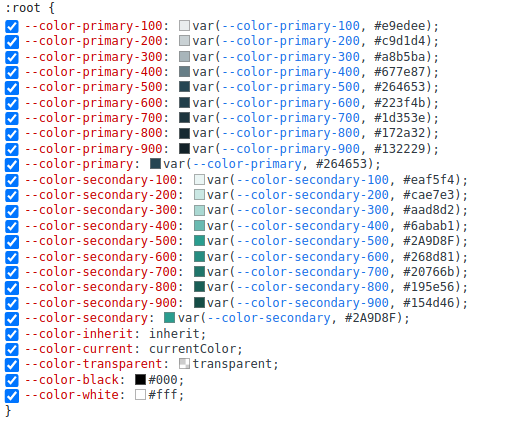 :root {
--color-primary-100: var(--color-primary-100, #e9edee);
--color-primary-200: var(--color-primary-200, #c9d1d4);
--color-primary-300: var(--color-primary-300, #a8b5ba);
--color-primary-400: var(--color-primary-400, #677e87);
--color-primary-500: var(--color-primary-500, #264653);
--color-primary-600: var(--color-primary-600, #223f4b);
--color-primary-700: var(--color-primary-700, #1d353e);
--color-primary-800: var(--color-primary-800, #172a32);
--color-primary-900: var(--color-primary-900, #132229);
--color-primary: var(--color-primary, #264653);
--color-secondary-100: var(--color-secondary-100, #eaf5f4);
--color-secondary-200: var(--color-secondary-200, #cae7e3);
--color-secondary-300: var(--color-secondary-300, #aad8d2);
--color-secondary-400: var(--color-secondary-400, #6abab1);
--color-secondary-500: var(--color-secondary-500, #2A9D8F);
--color-secondary-600: var(--color-secondary-600, #268d81);
--color-secondary-700: var(--color-secondary-700, #20766b);
--color-secondary-800: var(--color-secondary-800, #195e56);
--color-secondary-900: var(--color-secondary-900, #154d46);
--color-secondary: var(--color-secondary, #2A9D8F);
--color-inherit: inherit;
--color-current: currentColor;
--color-transparent: transparent;
--color-black: #000;
--color-white: #fff;
}